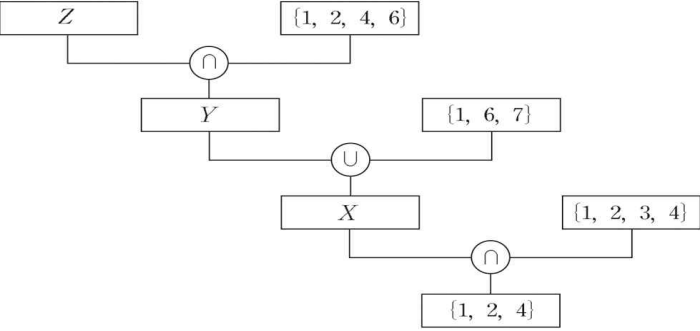 Z {1, 2, 4, 6}
∩
Y {1, 6, 7}
∪
X {1, 2, 3, 4}
∩
{1, 2, 4}